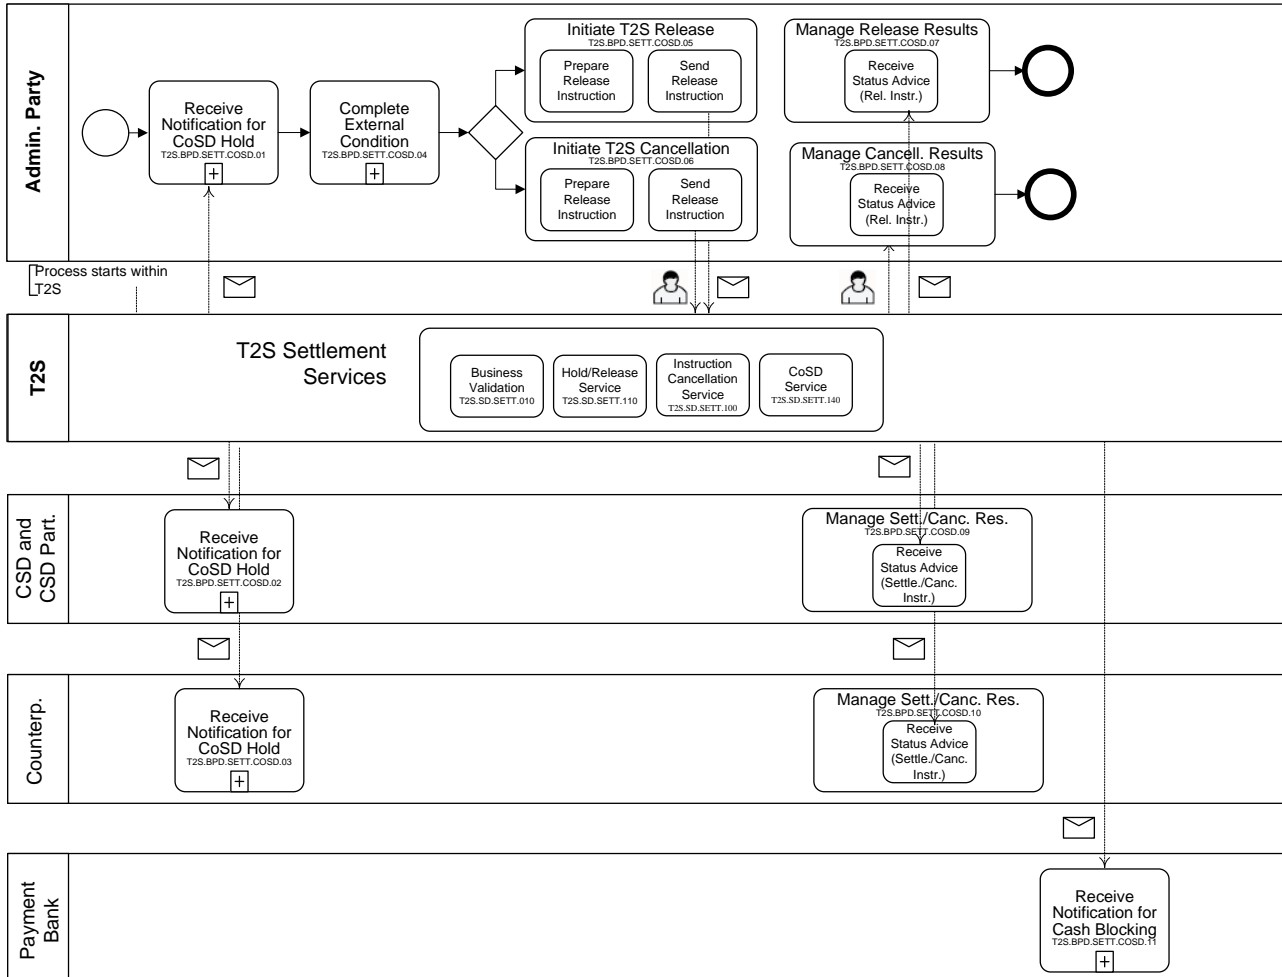 Admin. Party
Receive
Notification for
CoSD Hold
T2S.BPD.SETT.COSD.01
Complete
External
Condition
T2S.BPD.SETT.COSD.04
Initiate T2S Release
T2S.BPD.SETT.COSD.05
Prepare
Release
Instruction
Send
Release
Instruction
Initiate T2S Cancellation
T2S.BPD.SETT.COSD.06
Prepare
Release
Instruction
Send
Release
Instruction
Manage Release Results
T2S.BPD.SETT.COSD.07
Receive
Status Advice
(Rel. Instr.)
Manage Cancell. Results
T2S.BPD.SETT.COSD.08
Receive
Status Advice
(Rel. Instr.)
Process starts within
T2S
T2S
T2S Settlement
Services
Business
Validation
T2S.SD.SETT.010
Hold/Release
Service
T2S.SD.SETT.110
Instruction
Cancellation
Service
T2S.SD.SETT.100
CoSD
Service
T2S.SD.SETT.140
CSD and
CSD Part.
Receive
Notification for
CoSD Hold
T2S.BPD.SETT.COSD.02
Manage Sett./Canc. Res.
T2S.BPD.SETT.COSD.09
Receive
Status Advice
(Settle./Canc.
Instr.)
Counterp.
Receive
Notification for
CoSD Hold
T2S.BPD.SETT.COSD.03
Manage Sett./Canc. Res.
T2S.BPD.SETT.COSD.10
Receive
Status Advice
(Settle./Canc.
Instr.)
Payment
Bank
Receive
Notification for
Cash Blocking
T2S.BPD.SETT.COSD.11